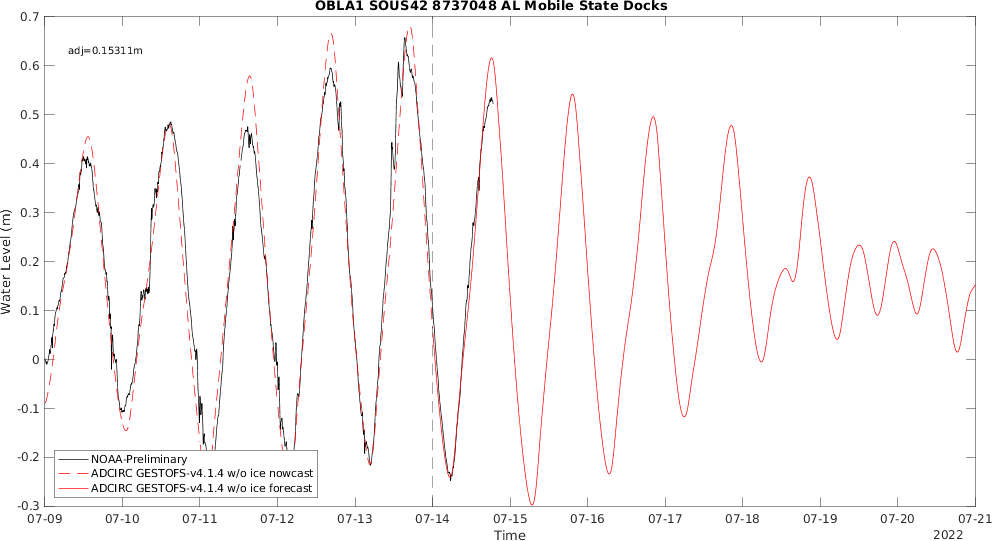 OBLA1 SOUS42 8737048 AL Mobile State Docks
adj=0.15311m
Water Level (m)
0.7
0.6
0.5
0.4
0.3
0.2
0.1
0
-0.1
-0.2
-0.3
NOAA-Preliminary
ADCIRC GESTOFS-v4.1.4 w/o ice nowcast
ADCIRC GESTOFS-v4.1.4 w/o ice forecast
07-09 07-10 07-11 07-12 07-13 07-14 07-15 07-16 07-17 07-18 07-19 07-20 07-21
Time
2022